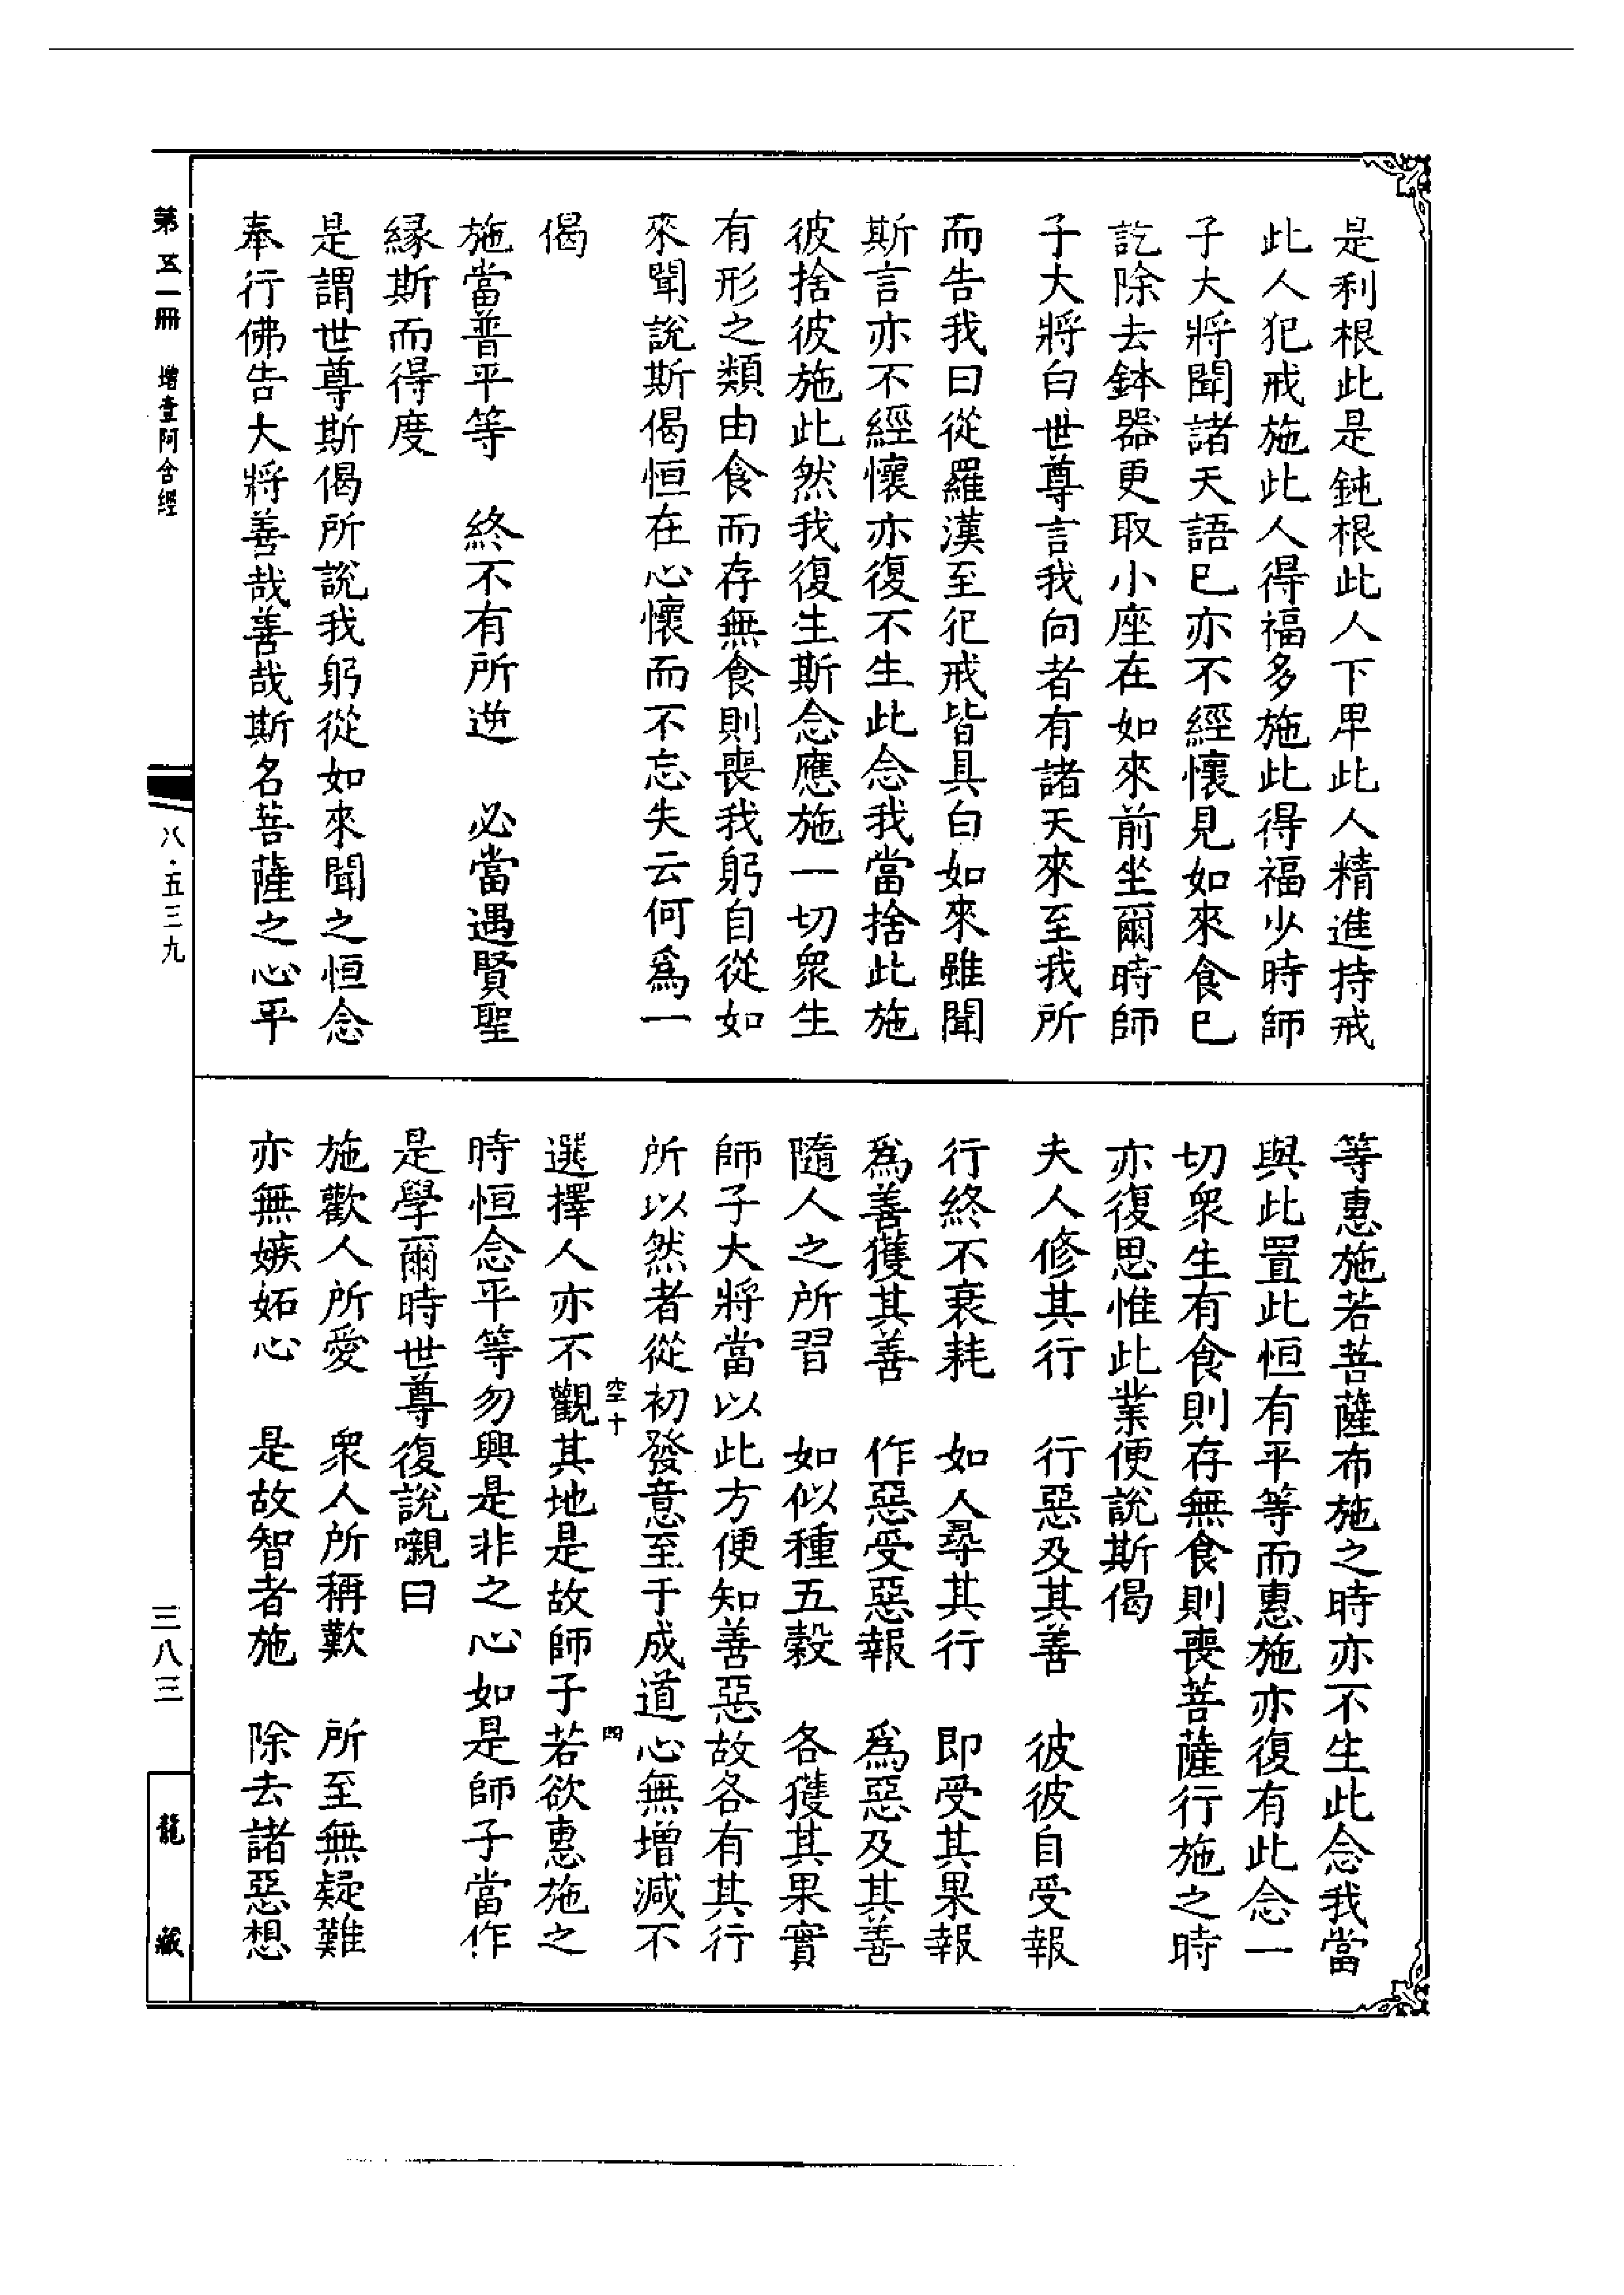 是利根此是鈍根此人下卑此人精進持戒
此人犯戒施此人得福多施此得福少時師
子大將聞諸天語已亦不經懷見如來食已
訖除去鉢器更取小座在如來前坐爾時師
子大將白世尊言我向者有諸天來至我所
而告我曰從羅漢至犯戒皆具白如來雖聞
斯言亦不經懷亦復不生此念我當捨此施
彼捨彼施此然我復生斯念應施一切衆生
有形之類由食而存無食則喪我躬自從如
來聞說斯偈恒在心懷而不忘失云何爲一
偈
施當普平等　終不有所逆　必當遇賢聖
緣斯而得度
是謂世尊斯偈所說我躬從如來聞之恒念
奉行佛告大將善哉善哉斯名菩薩之心平
等惠施若菩薩布施之時亦不生此念我當
與此置此恒有平等而惠施亦復有此念一
切衆生有食則存無食則喪菩薩行施之時
亦復思惟此業便說斯偈
夫人修其行　行惡及其善　彼彼自受報
行終不衰耗　如人尋其行　即受其果報
爲善獲其善　作惡受惡報　爲惡及其善
隨人之所習　如似種五穀　各獲其果實
師子大將當以此方便知善惡故各有其行
所以然者從初發意至于成道心無增減不
空十　四
選擇人亦不觀其地是故師子若欲惠施之
時恒念平等勿興是非之心如是師子當作
是學爾時世尊復說嚫曰
施歡人所愛　衆人所稱歎　所至無疑難
亦無嫉妬心　是故智者施　除去諸惡想
第五一冊　增壹阿含經
八·五三九
三八三
龍藏